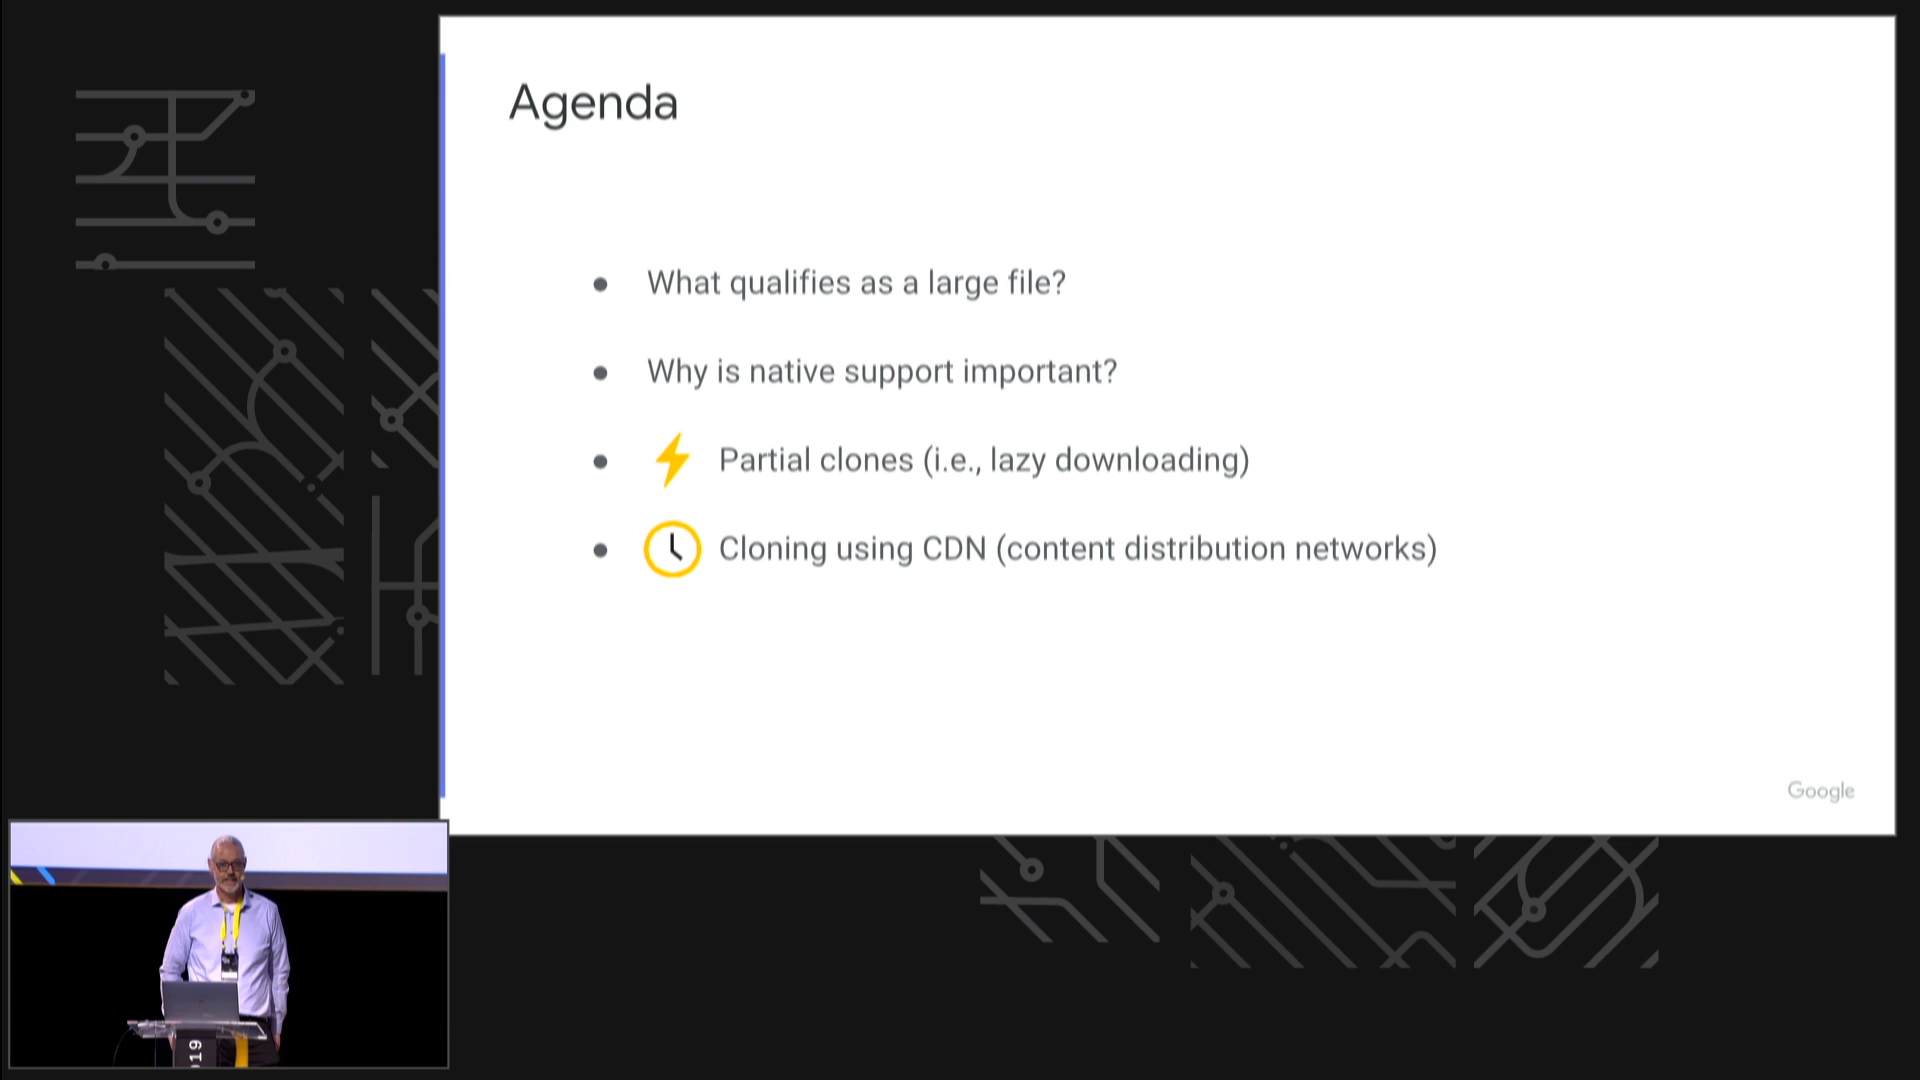 Agenda
What qualifies as a large file?
Why is native support important?
Partial clones (i.e., lazy downloading)
Cloning using CDN (content distribution networks)
Google
019